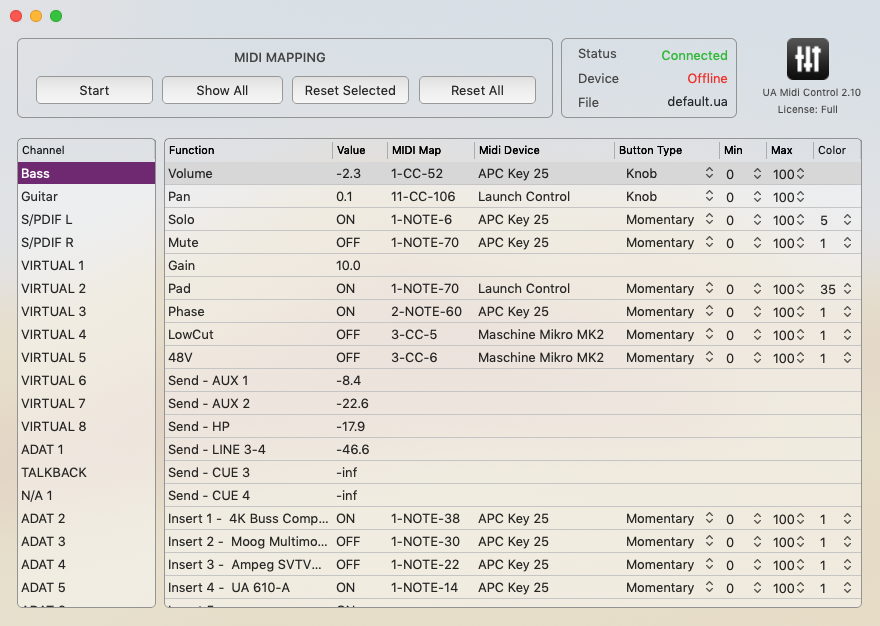 MIDI MAPPING
Start Show All Reset Selected Reset All
Status Connected
Device Offline
File default.ua
UA Midi Control 2.10
License: Full
Channel
Bass
Guitar
S/PDIF L
S/PDIF R
VIRTUAL 1
VIRTUAL 2
VIRTUAL 3
VIRTUAL 4
VIRTUAL 5
VIRTUAL 6
VIRTUAL 7
VIRTUAL 8
ADAT 1
TALKBACK
N/A 1
ADAT 2
ADAT 3
ADAT 4
ADAT 5
Function Value MIDI Map Midi Device Button Type Min Max Color
Volume -2.3 1-CC-52 APC Key 25 Knob 0 100
Pan 0.1 11-CC-106 Launch Control Knob 0 100
Solo ON 1-NOTE-6 APC Key 25 Momentary 0 100 5
Mute OFF 1-NOTE-70 APC Key 25 Momentary 0 100 1
Gain 10.0
Pad ON 1-NOTE-70 Launch Control Momentary 0 100 35
Phase ON 2-NOTE-60 APC Key 25 Momentary 0 100 1
LowCut OFF 3-CC-5 Maschine Mikro MK2 Momentary 0 100 1
48V OFF 3-CC-6 Maschine Mikro MK2 Momentary 0 100 1
Send - AUX 1 -8.4
Send - AUX 2 -22.6
Send - HP -17.9
Send - LINE 3-4 -46.6
Send - CUE 3 -inf
Send - CUE 4 -inf
Insert 1 - 4K Buss Comp... ON 1-NOTE-38 APC Key 25 Momentary 0 100 1
Insert 2 - Moog Multimo... OFF 1-NOTE-30 APC Key 25 Momentary 0 100 1
Insert 3 - Ampeg SVTV... OFF 1-NOTE-22 APC Key 25 Momentary 0 100 1
Insert 4 - UA 610-A ON 1-NOTE-14 APC Key 25 Momentary 0 100 1